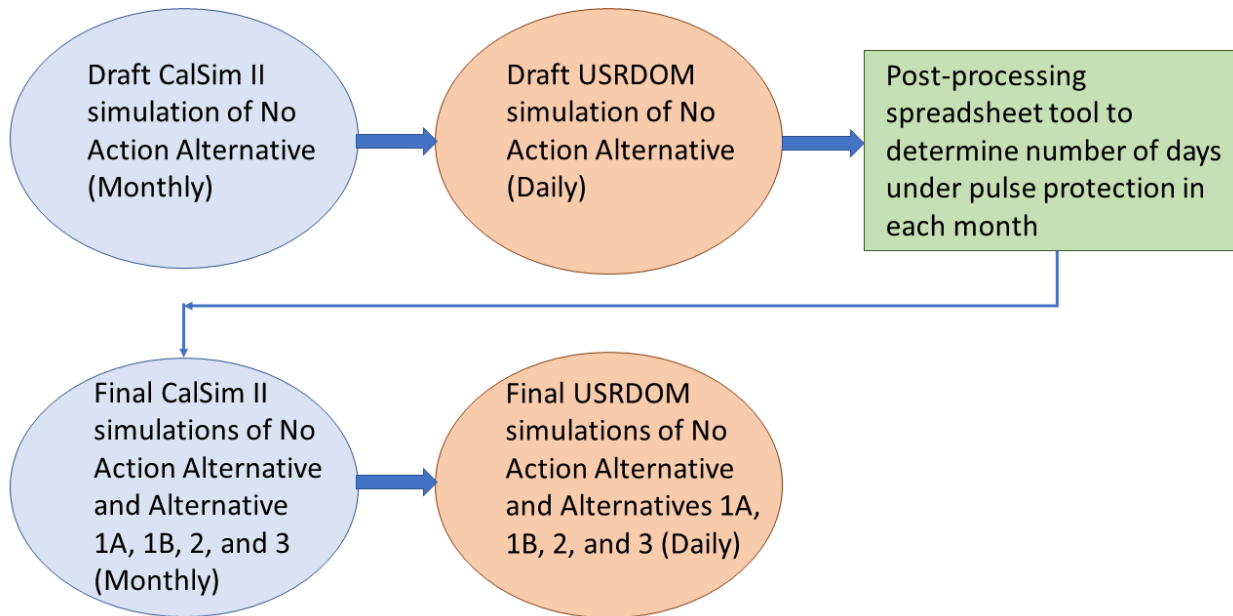 Draft CalSim II
simulation of No
Action Alternative
(Monthly)
Draft USRDOM
simulation of No
Action Alternative
(Daily)
Post-processing
spreadsheet tool to
determine number of days
under pulse protection in
each month
Final CalSim II
simulations of No
Action Alternative
and Alternative
1A, 1B, 2, and 3
(Monthly)
Final USRDOM
simulations of No
Action Alternative
and Alternatives 1A,
1B, 2, and 3 (Daily)